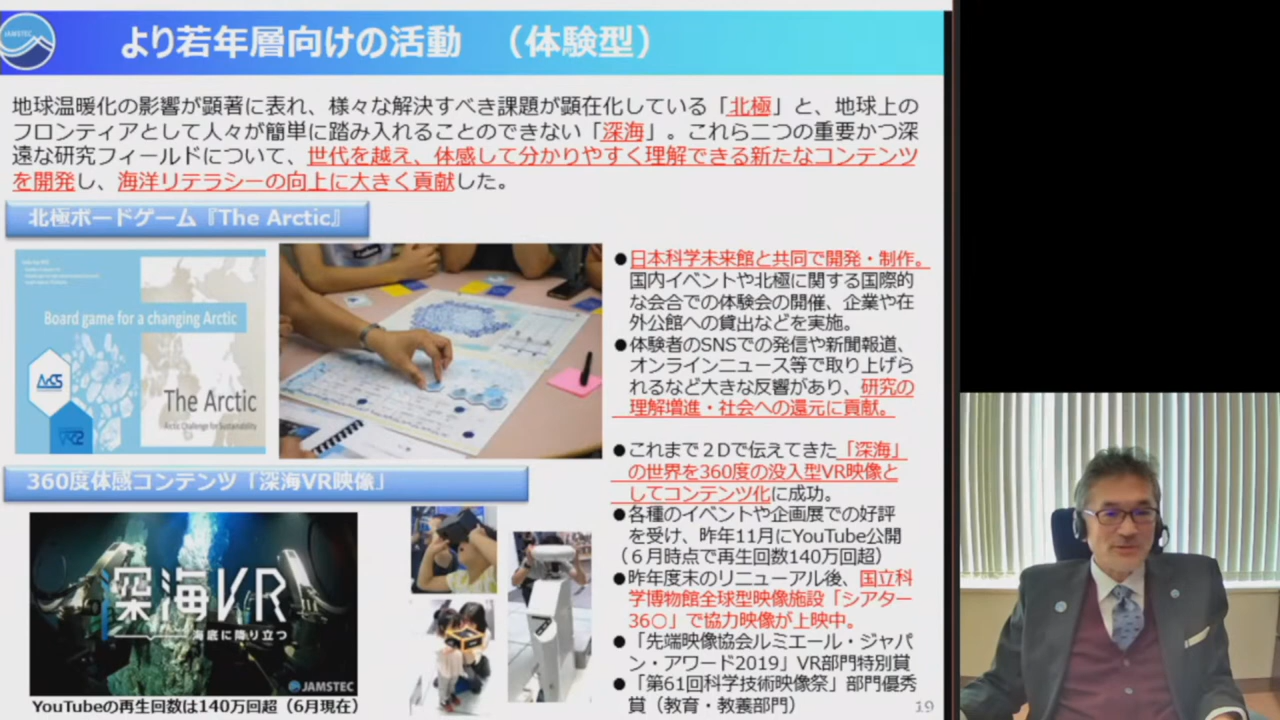 JAMSTEC
より若年層向けの活動 （体験型）
地球温暖化の影響が顕著に表れ、様々な解決すべき課題が顕在化している「北極」と、地球上の
フロンティアとして人々が簡単に踏み入れることのできない「深海」。これら二つの重要かつ深
遠な研究フィールドについて、世代を越え、体感して分かりやすく理解できる新たなコンテンツ
を開発し、海洋リテラシーの向上に大きく貢献した。
北極ボードゲーム『The Arctic』
Board game for a changing Arctic
The Arctic
Arctic Challenge for Sustainability
●日本科学未来館と共同で開発・制作。
国内イベントや北極に関する国際的
な会合での体験会の開催、企業や在
外公館への貸出などを実施。
●体験者のSNSでの発信や新聞報道、
オンラインニュース等で取り上げら
れるなど大きな反響があり、研究の
理解増進・社会への還元に貢献。
360度体感コンテンツ「深海VR映像」
深海VR
海底に降り立つ
JAMSTEC
YouTubeの再生回数は140万回超（6月現在）
●これまで２Dで伝えてきた「深海」
の世界を360度の没入型VR映像と
してコンテンツ化に成功。
●各種のイベントや企画展での好評
を受け、昨年11月にYouTube公開
（６月時点で再生回数140万回超）
●昨年度末のリニューアル後、国立科
学博物館全球型映像施設「シアター
36○」で協力映像が上映中。
●「先端映像協会ルミエール・ジャパ
ン・アワード2019」VR部門特別賞
●「第61回科学技術映像祭」部門優秀
賞（教育・教養部門）
19